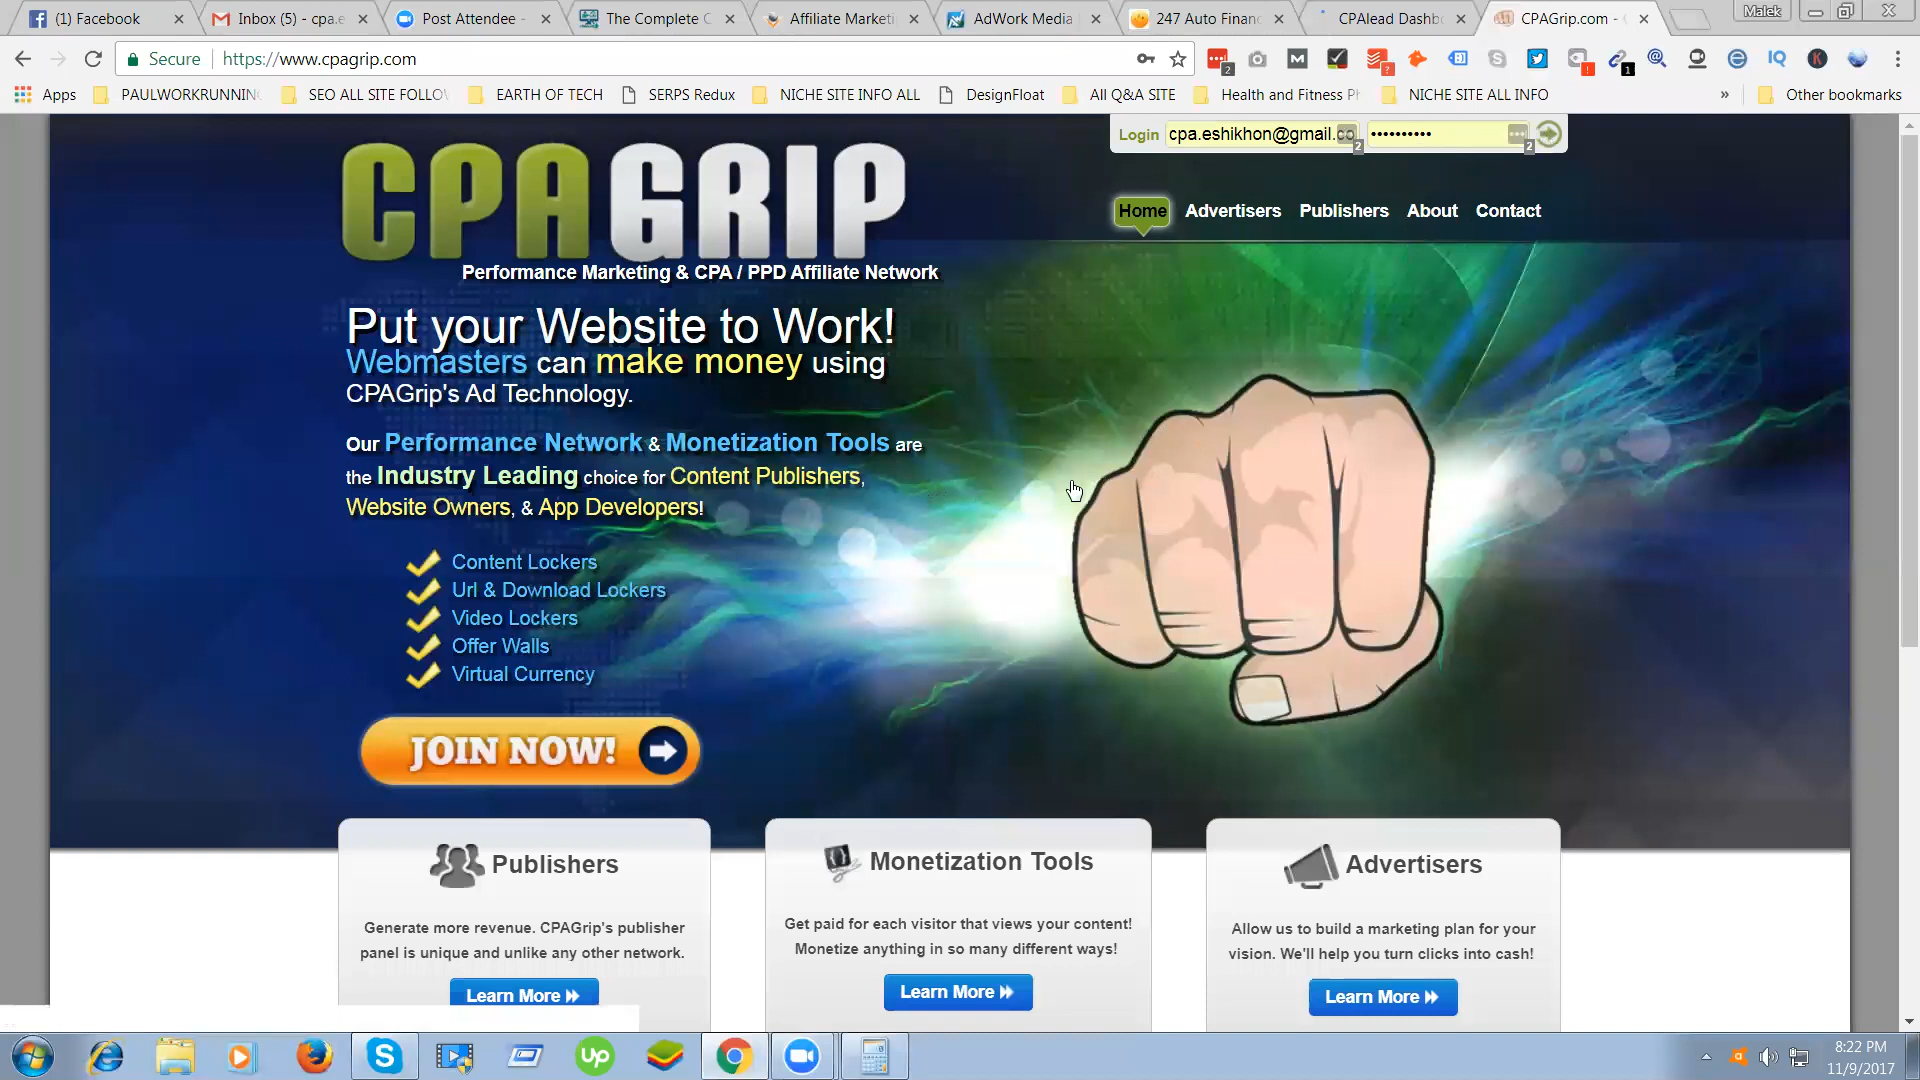 (1) Facebook
Inbox (5) - cpa.e
Post Attendee -
The Complete C
Affiliate Marketi
AdWork Media
247 Auto Financ
CPAlead Dashb
CPAGrip.com -
Malek
Secure
https://www.cpagrip.com
Apps
PAULWORKRUNNIN
SEO ALL SITE FOLLO
EARTH OF TECH
SERPS Redux
NICHE SITE INFO ALL
DesignFloat
All Q&A SITE
Health and Fitness P
NICHE SITE ALL INFO
»
Other bookmarks
Login cpa.eshikhon@gmail.co
CPAGRIP
Performance Marketing & CPA / PPD Affiliate Network
Home Advertisers Publishers About Contact
Put your Website to Work!
Webmasters can make money using
CPAGrip's Ad Technology.
Our Performance Network & Monetization Tools are
the Industry Leading choice for Content Publishers,
Website Owners, & App Developers!
Content Lockers
Url & Download Lockers
Video Lockers
Offer Walls
Virtual Currency
JOIN NOW!
Publishers
Generate more revenue. CPAGrip's publisher
panel is unique and unlike any other network.
Learn More
Monetization Tools
Get paid for each visitor that views your content!
Monetize anything in so many different ways!
Learn More
Advertisers
Allow us to build a marketing plan for your
vision. We'll help you turn clicks into cash!
Learn More
Up
8:22 PM
11/9/2017